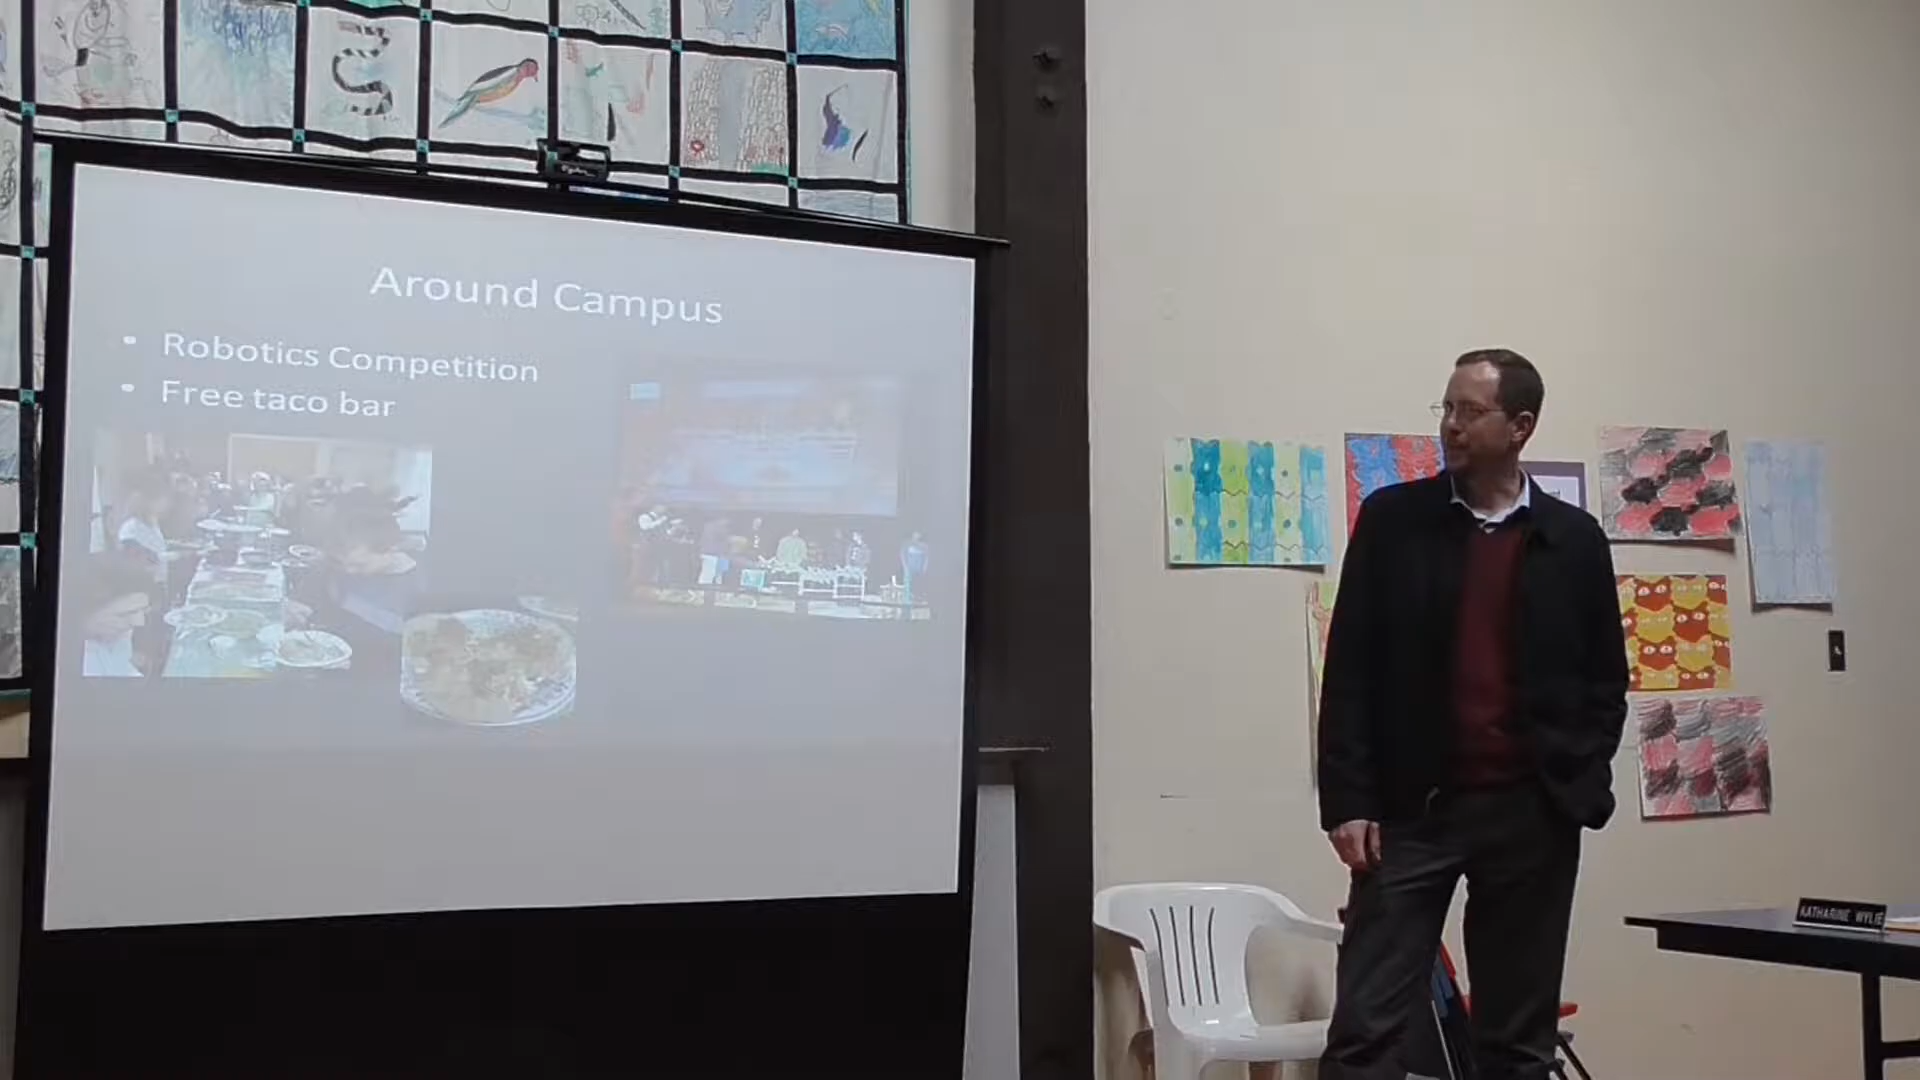 Around Campus
• Robotics Competition
• Free taco bar
KATHARINE WYLIE